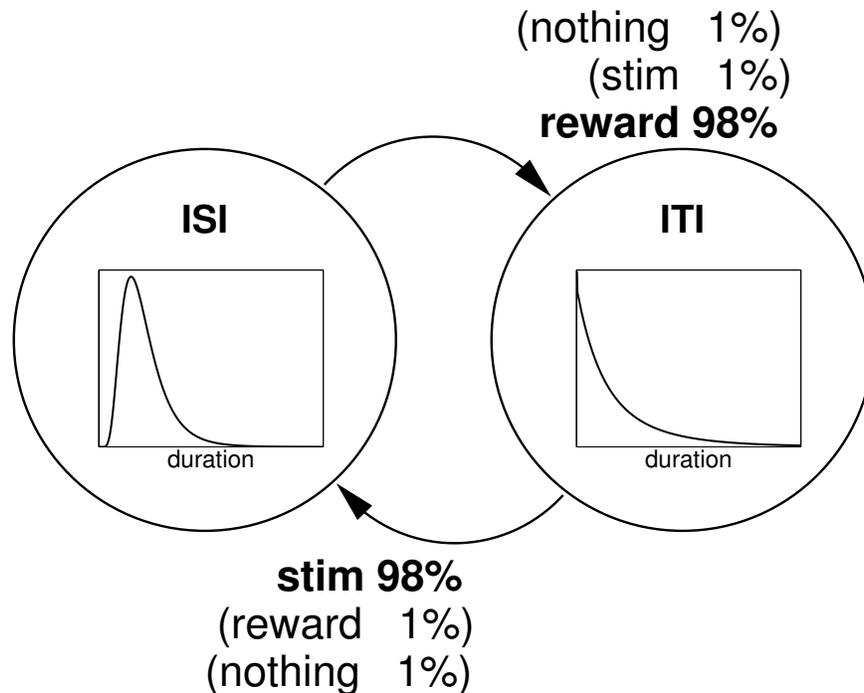 (nothing 1%)
(stim 1%)
reward 98%
ISI
ITI
duration
duration
stim 98%
(reward 1%)
(nothing 1%)